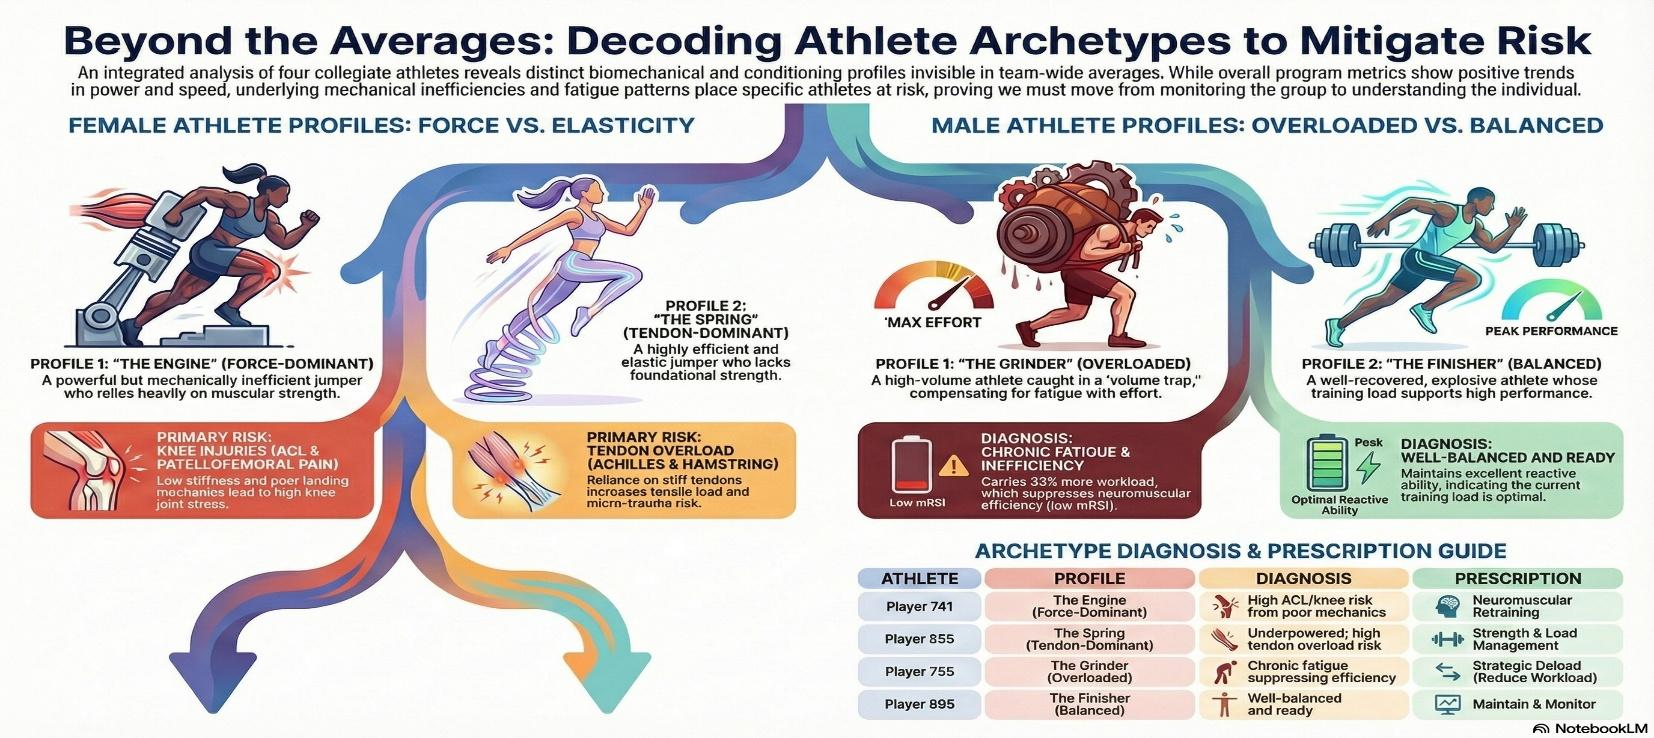 Beyond the Averages: Decoding Athlete Archetypes to Mitigate Risk
An integrated analysis of four collegiate athletes reveals distinct biomechanical and conditioning profiles invisible in team-wide averages. While overall program metrics show positive trends
in power and speed, underlying mechanical inefficiencies and fatigue patterns place specific athletes at risk, proving we must move from monitoring the group to understanding the individual.
FEMALE ATHLETE PROFILES: FORCE VS. ELASTICITY
PROFILE 1: “THE ENGINE” (FORCE-DOMINANT)
A powerful but mechanically inefficient jumper
who relles heavlly on muscular strength.
PROFILE 2:
“THE SPRING”
(TENDON-DOMINANT)
A highly efficient and
elastic jumper who lacks
foundational strength.
PRIMARY RISK:
KNEE INJURIES (ACL &
PATELLOFEMORAL PAIN)
Low stiffness and poer landing
mechanies lead to high knee
joint stress.
PRIMARY RISK:
TENDON OVERLOAD
(ACHILLES & HAMSTRING)
Reliance on stiff tendons
increases tensile load and
micrn-trauma risk.
MALE ATHLETE PROFILES: OVERLOADED VS. BALANCED
'MAX EFFORT
PROFILE 1: “THE GRINDER” (OVERLOADED)
A high-volume athlete caught in a 'volume trap,"
compensating for fatigue with effort.
PEAK PERFORMANCE
PROFILE 2: “THE FINISHER” (BALANCED)
A well-recovered, explosive athlete whose
training load supports high performance.
Low mRSI
DIAGNOSIS:
CHRONIC FATIGUE &
INEFFICIENCY
Carries 33% more workload,
which suppresses neuromuscular
efficiency (low mRSI).
Pesk
Optimal Reactive
Ability
DIAGNOSIS:
WELL-BALANCED AND READY
Maintains excellent reactive
ability, indicating the current
training load is optimal.
ARCHETYPE DIAGNOSIS & PRESCRIPTION GUIDE
ATHLETE PROFILE DIAGNOSIS PRESCRIPTION
Player 741 The Engine (Force-Dominant) High ACL/knee risk from poor mechanics Neuromuscular Retraining
Player 855 The Spring (Tendon-Dominant) Underpowered; high tendon overload risk Strength & Load Management
Player 755 The Grinder (Overloaded) Chronic fatigue suppressing efficiency Strategic Deload (Reduce Workload)
Player 895 The Finisher (Balanced) Well-balanced and ready Maintain & Monitor
NotebookLM